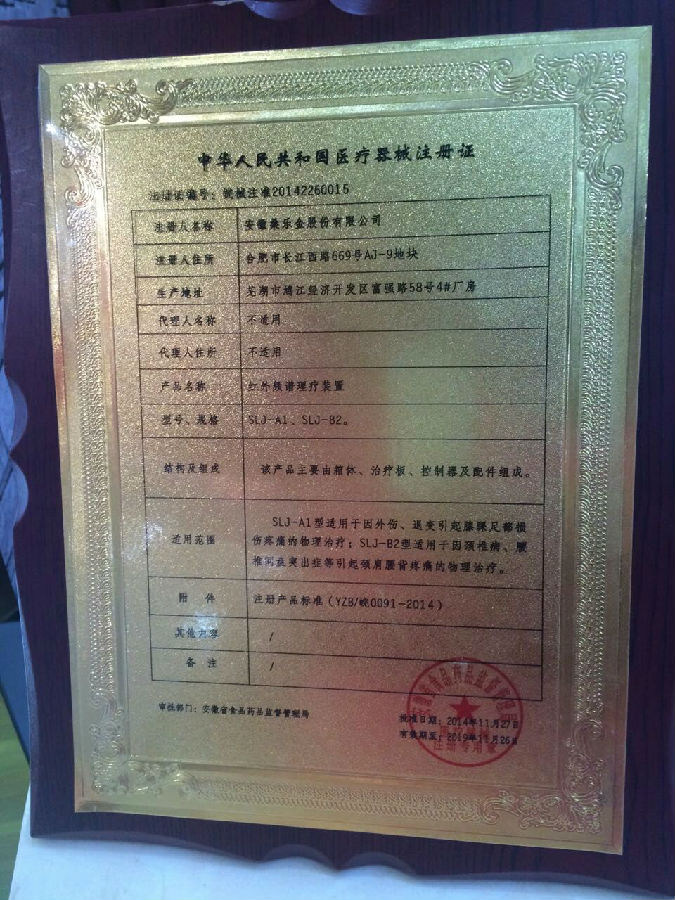 中华人民共和国医疗器械注册证
注册证编号：皖械注准20142260015
注册人名称 安徽桑乐金股份有限公司
注册人住所 合肥市长江西路669号AJ-9地块
生产地址 芜湖市鸠江经济开发区富强路58号4#厂房
代理人名称 不适用
代理人住所 不适用
产品名称 红外频谱理疗装置
型号、规格 SLJ-A1、SLJ-B2。
结构及组成 该产品主要由箱体、治疗板、控制器及配件组成。
适用范围
SLJ-A1型适用于因外伤、退变引起膝踝足部损
伤疼痛的物理治疗；SLJ-B2型适用于因颈椎病、腰
椎间盘突出症等引起颈肩腰背疼痛的物理治疗。
附 件 注册产品标准（YZB/皖0091-2014）
其他内容 /
备 注 /
审批部门：安徽省食品药品监督管理局
批准日期：2014年11月27日
有效期至：2019年11月26日
注册专用章